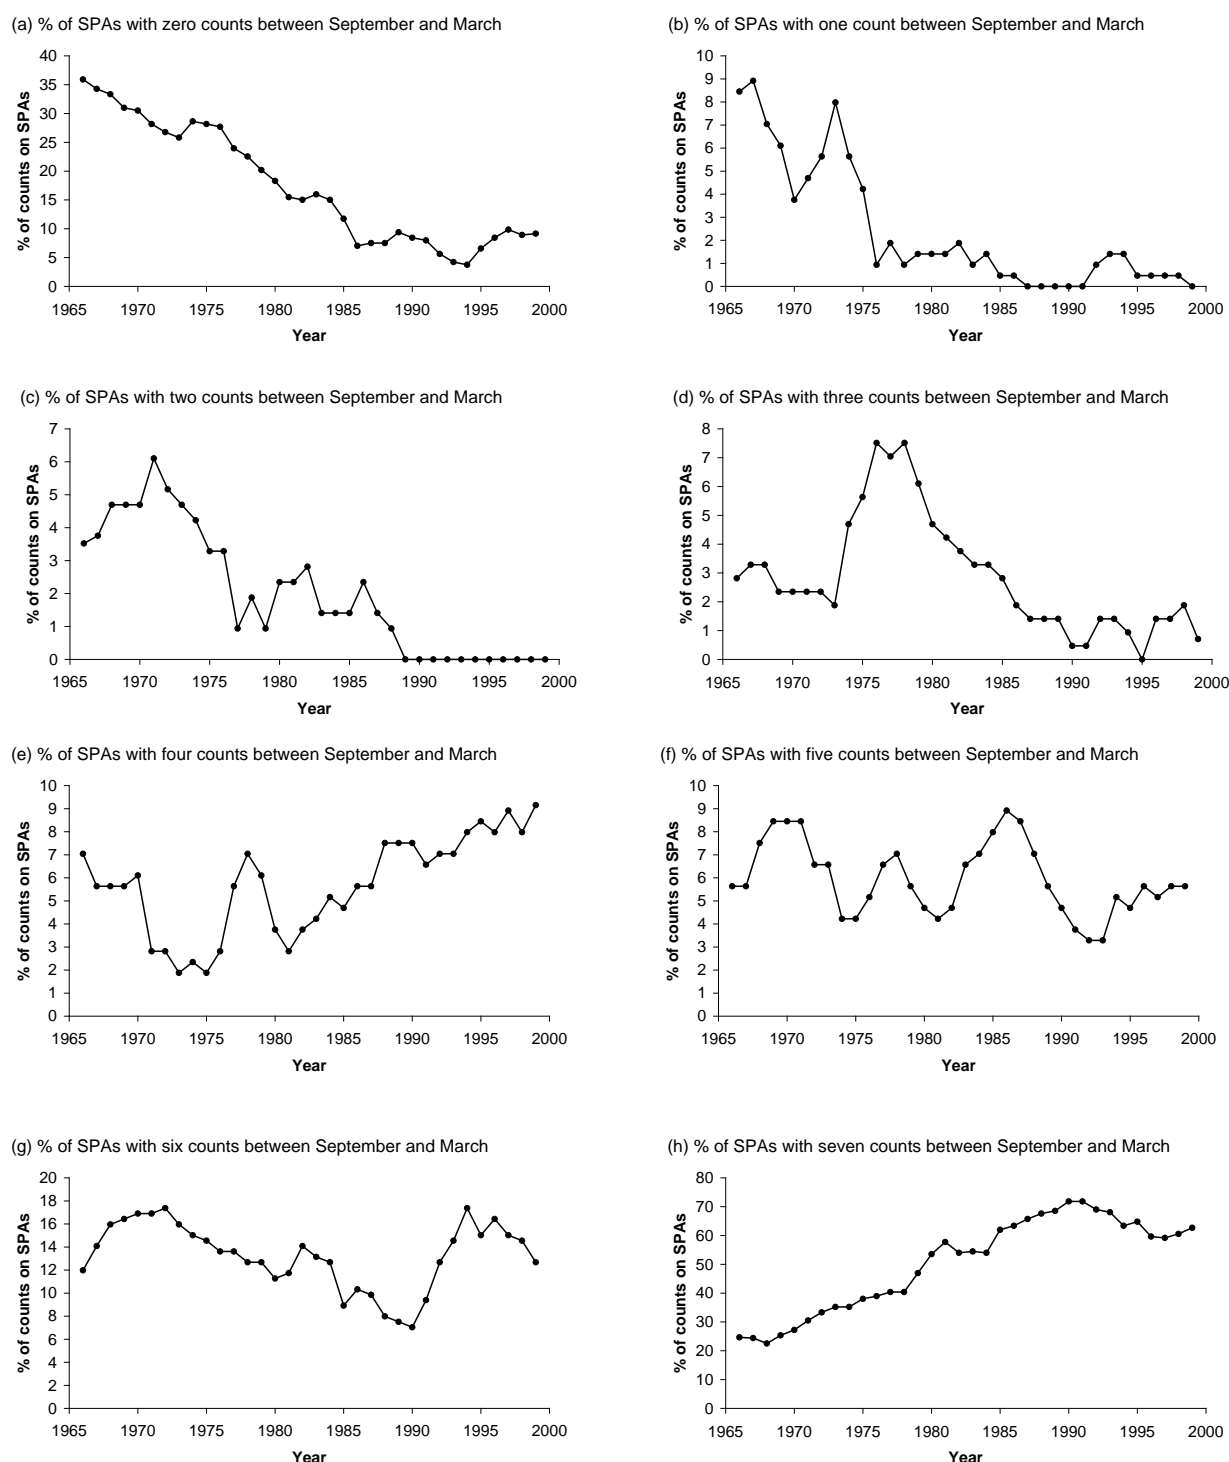 (a) % of SPAs with zero counts between September and March
% of counts on SPAs
40
35
30
25
20
15
10
5
0
1965 1970 1975 1980 1985 1990 1995 2000
Year
(b) % of SPAs with one count between September and March
% of counts on SPAs
10
9
8
7
6
5
4
3
2
1
0
1965 1970 1975 1980 1985 1990 1995 2000
Year
(c) % of SPAs with two counts between September and March
% of counts on SPAs
7
6
5
4
3
2
1
0
1965 1970 1975 1980 1985 1990 1995 2000
Year
(d) % of SPAs with three counts between September and March
% of counts on SPAs
8
7
6
5
4
3
2
1
0
1965 1970 1975 1980 1985 1990 1995 2000
Year
(e) % of SPAs with four counts between September and March
% of counts on SPAs
10
9
8
7
6
5
4
3
2
1
0
1965 1970 1975 1980 1985 1990 1995 2000
Year
(f) % of SPAs with five counts between September and March
% of counts on SPAs
10
9
8
7
6
5
4
3
2
1
0
1965 1970 1975 1980 1985 1990 1995 2000
Year
(g) % of SPAs with six counts between September and March
% of counts on SPAs
20
18
16
14
12
10
8
6
4
2
0
1965 1970 1975 1980 1985 1990 1995 2000
Year
(h) % of SPAs with seven counts between September and March
% of counts on SPAs
80
70
60
50
40
30
20
10
0
1965 1970 1975 1980 1985 1990 1995 2000
Year